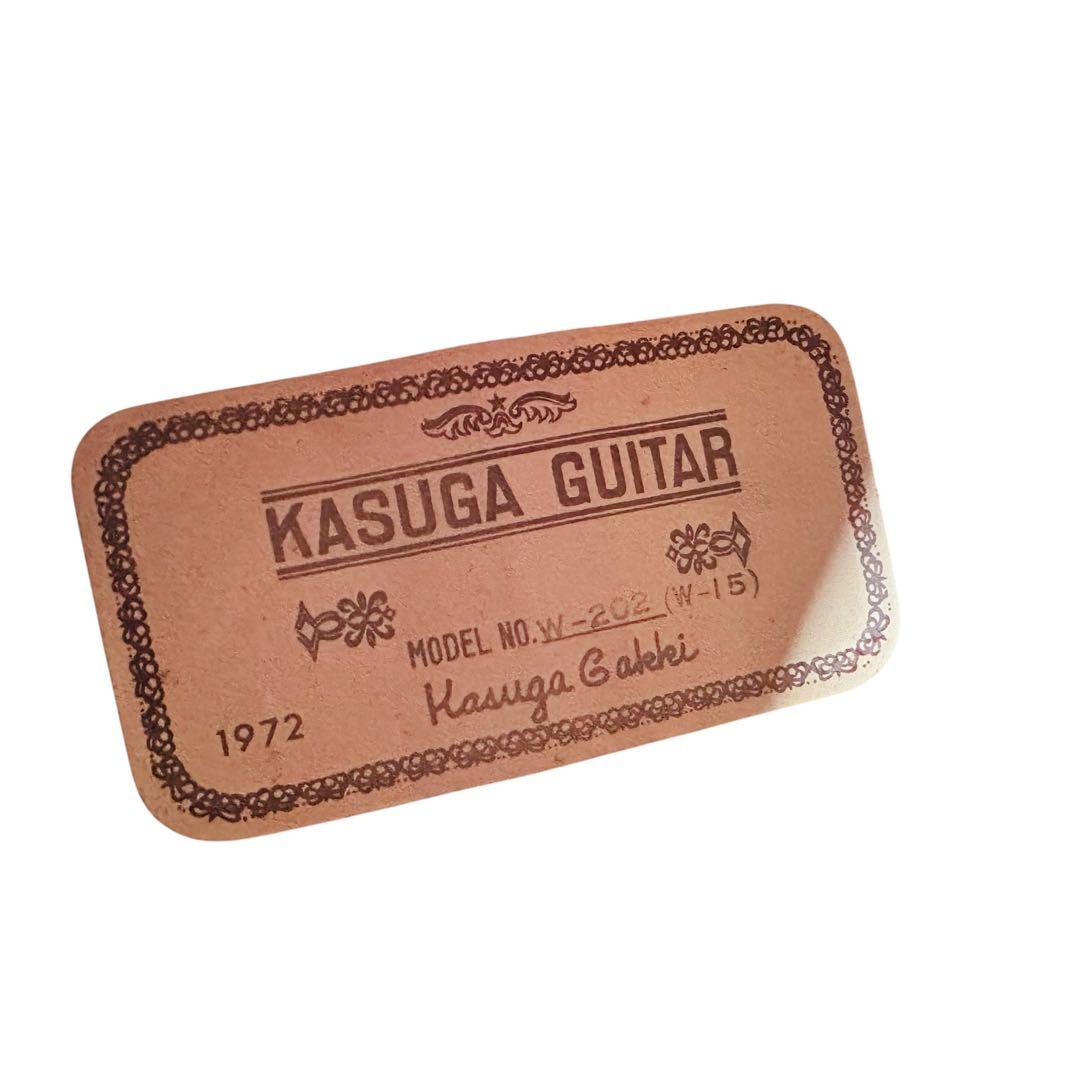 KASUGA GUITAR
MODEL NO. W-202 (W-15)
Kasuga Gakki
1972